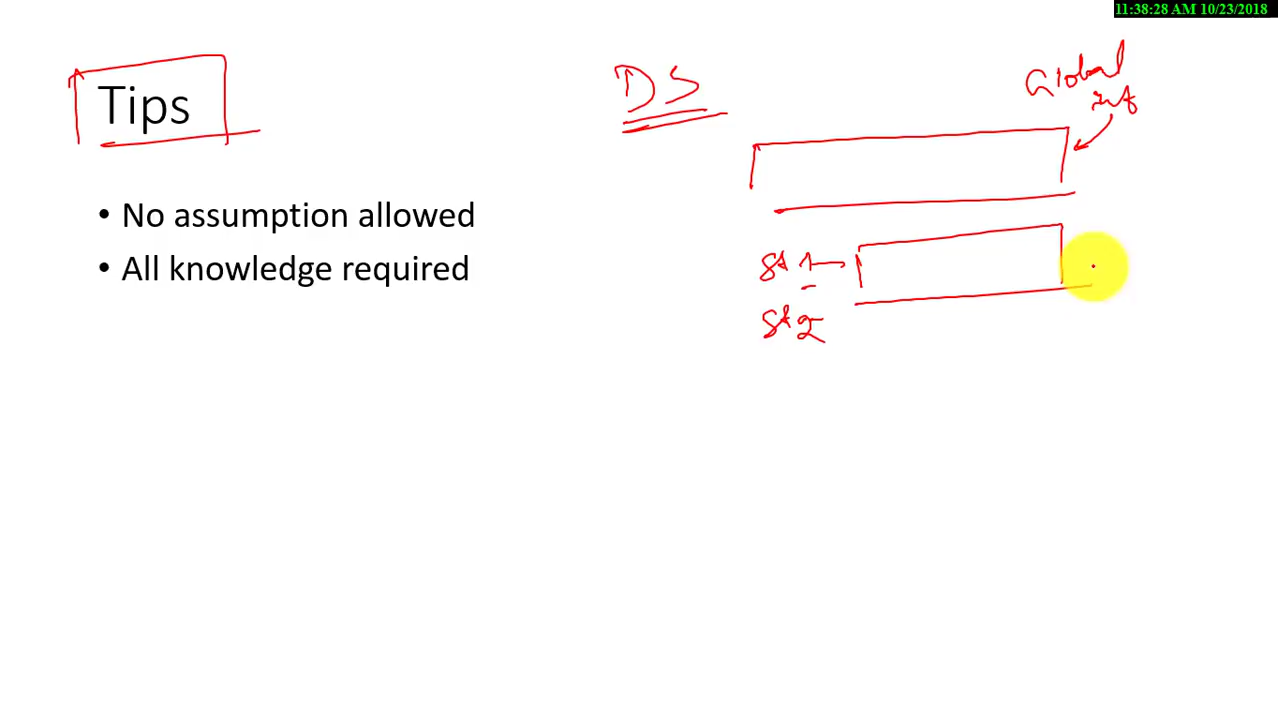 11:38:28 AM 10/23/2018
Tips
• No assumption allowed
• All knowledge required
DS
Global
inf
St 1
St 2